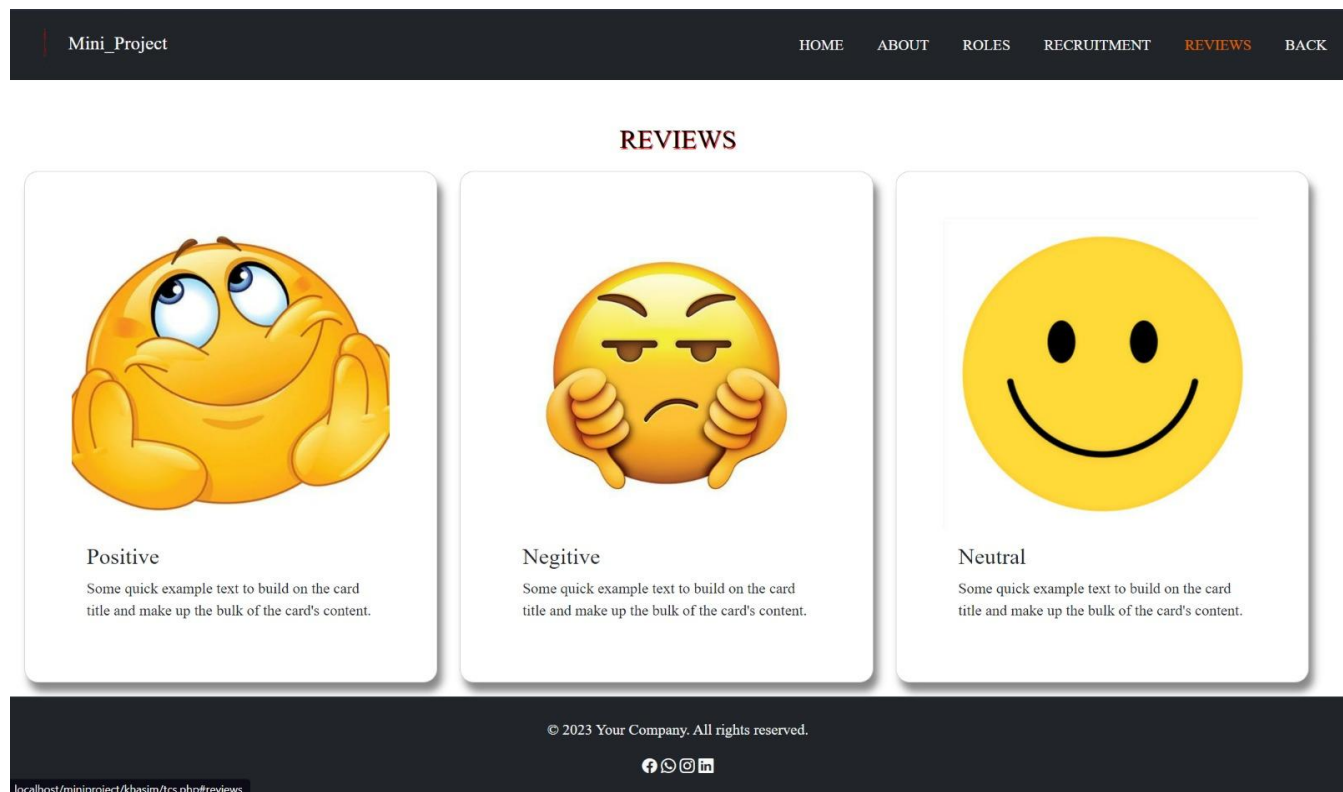 Mini_Project
HOME ABOUT ROLES RECRUITMENT REVIEWS BACK
REVIEWS
Positive
Some quick example text to build on the card
title and make up the bulk of the card's content.
Negitive
Some quick example text to build on the card
title and make up the bulk of the card's content.
Neutral
Some quick example text to build on the card
title and make up the bulk of the card's content.
© 2023 Your Company. All rights reserved.
localhost/miniproject/khasim/tcs.php#reviews